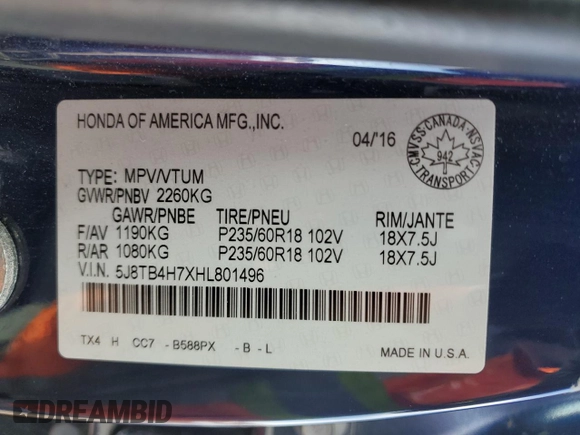 HONDA OF AMERICA MFG.,INC.
04/'16
CMVSS·CANADA·NSVAC
942
TRANSPORT
TYPE: MPV/VTUM
GVWR/PNBV 2260KG
GAWR/PNBE TIRE/PNEU RIM/JANTE
F/AV 1190KG P235/60R18 102V 18X7.5J
R/AR 1080KG P235/60R18 102V 18X7.5J
V.I.N. 5J8TB4H7XHL801496
TX4 H CC7 - B588PX - B - L
MADE IN U.S.A.
DREAMBID